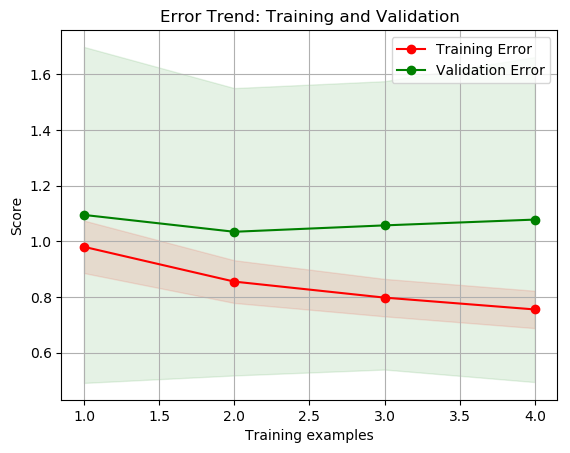 Error Trend: Training and Validation
Training Error
Validation Error
Score
1.6
1.4
1.2
1.0
0.8
0.6
1.0 1.5 2.0 2.5 3.0 3.5 4.0
Training examples